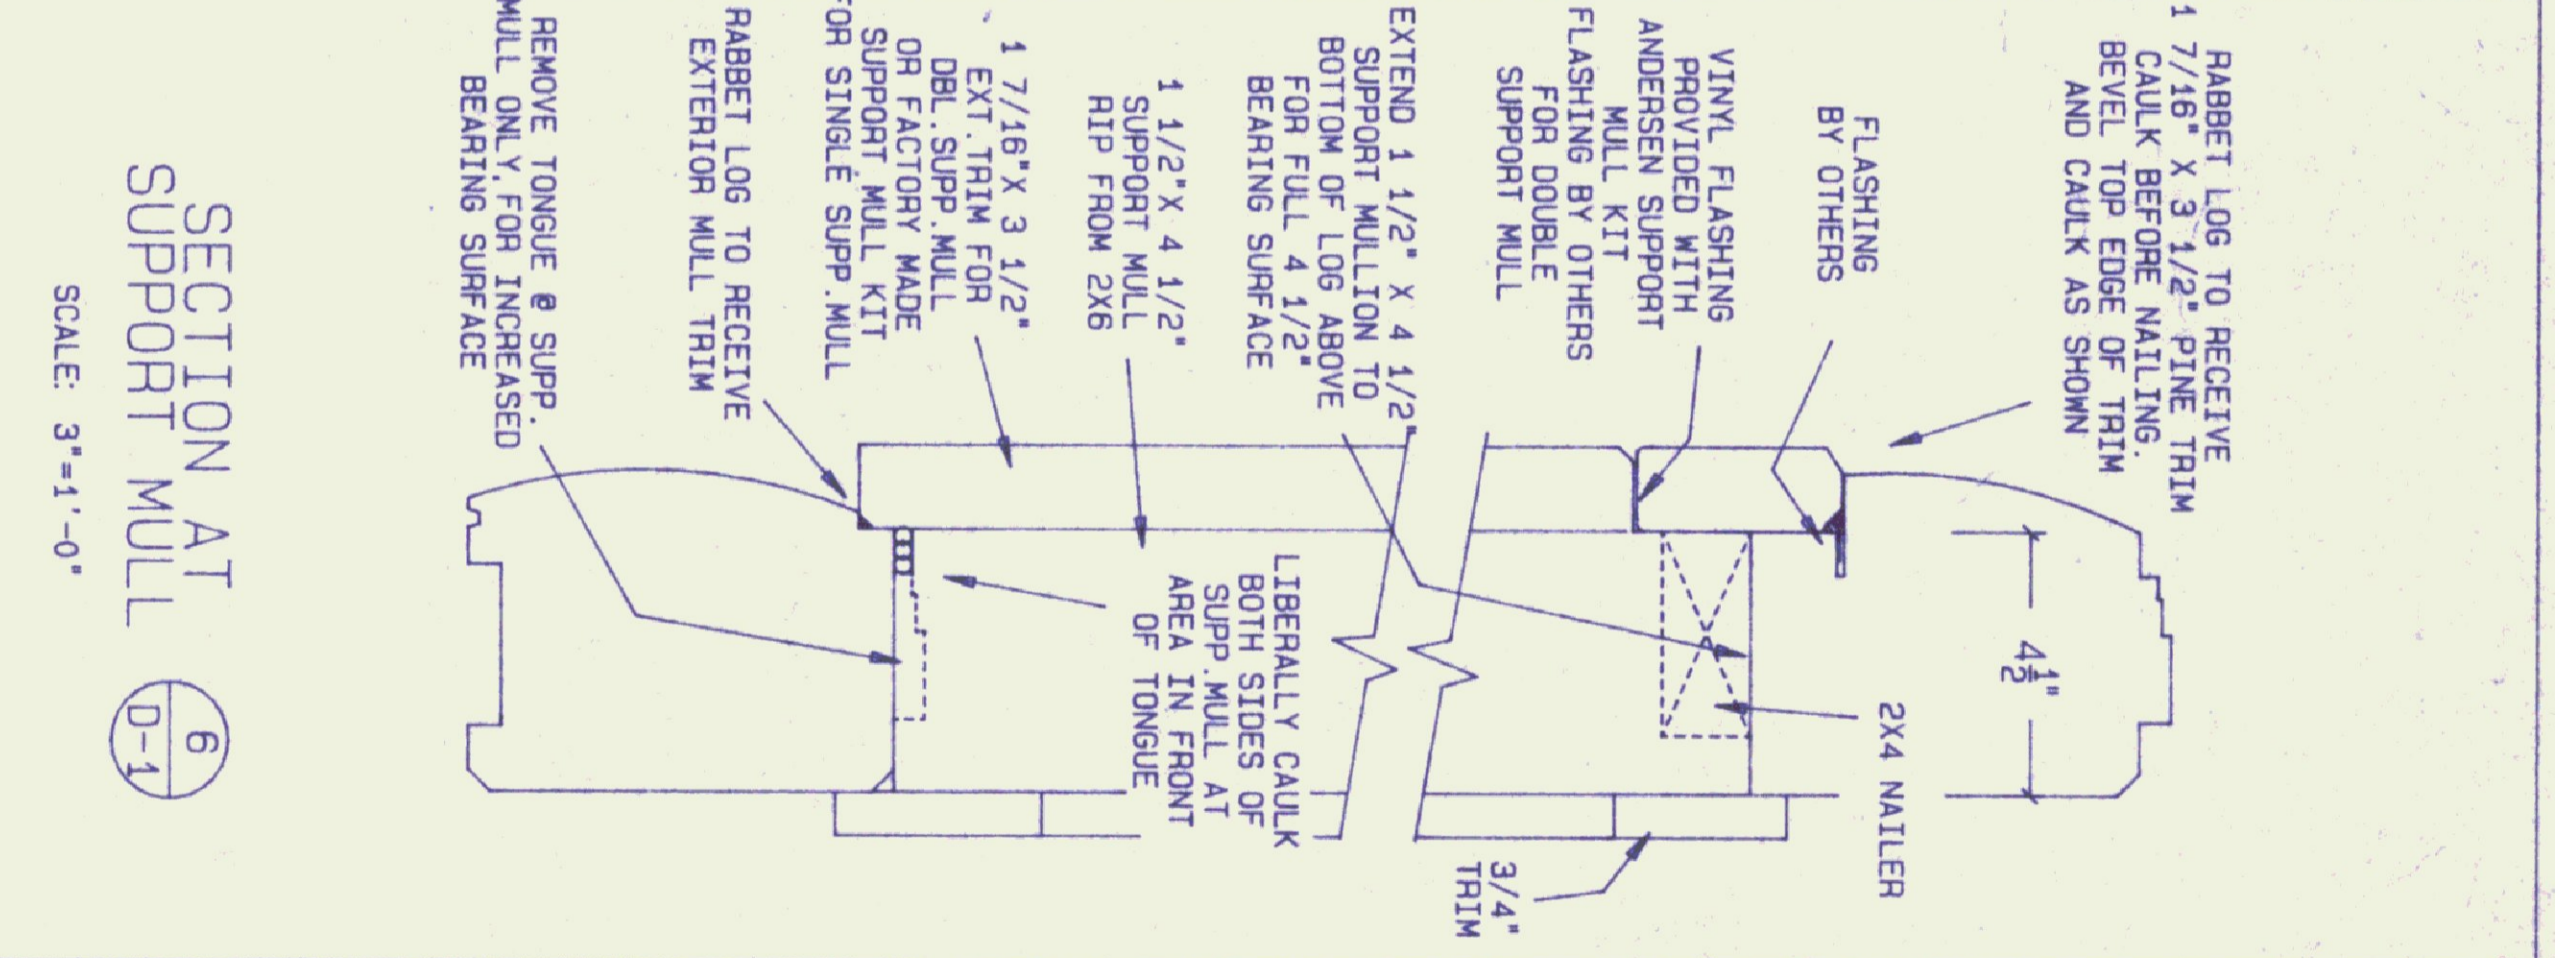 RABBET LOG TO RECEIVE
1 7/16" X 3 1/2" PINE TRIM
CAULK BEFORE NAILING.
BEVEL TOP EDGE OF TRIM
AND CAULK AS SHOWN
FLASHING
BY OTHERS
VINYL FLASHING
PROVIDED WITH
ANDERSEN SUPPORT
MULL KIT
FLASHING BY OTHERS
FOR DOUBLE
SUPPORT MULL
EXTEND 1 1/2" X 4 1/2"
SUPPORT MULLION TO
BOTTOM OF LOG ABOVE
FOR FULL 4 1/2"
BEARING SURFACE
1 1/2"X 4 1/2"
SUPPORT MULL
RIP FROM 2X6
1 7/16"X 3 1/2"
EXT.TRIM FOR
DBL.SUPP.MULL
OR FACTORY MADE
SUPPORT MULL KIT
FOR SINGLE SUPP.MULL
RABBET LOG TO RECEIVE
EXTERIOR MULL TRIM
REMOVE TONGUE @ SUPP.
MULL ONLY, FOR INCREASED
BEARING SURFACE
4 1/2"
2X4 NAILER
LIBERALLY CAULK
BOTH SIDES OF
SUPP.MULL AT
AREA IN FRONT
OF TONGUE
3/4"
TRIM
SECTION AT
SUPPORT MULL
6
D-1
SCALE: 3"=1'-0"